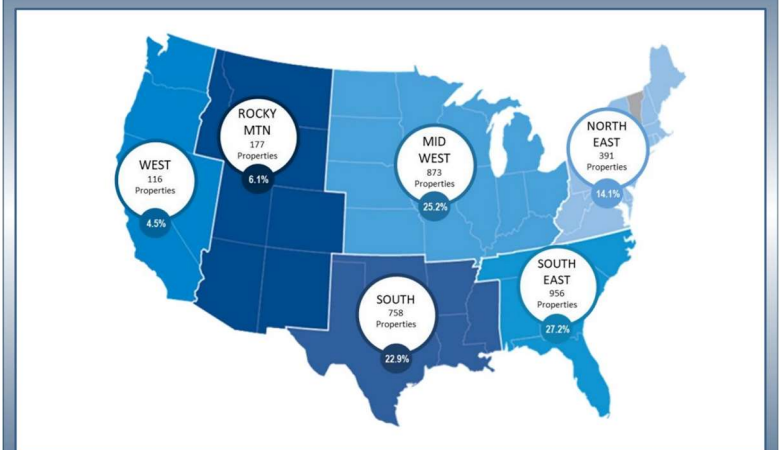 WEST
116
Properties
4.5%
ROCKY
MTN
177
Properties
6.1%
MID
WEST
873
Properties
25.2%
NORTH
EAST
391
Properties
14.1%
SOUTH
758
Properties
22.9%
SOUTH
EAST
956
Properties
27.2%